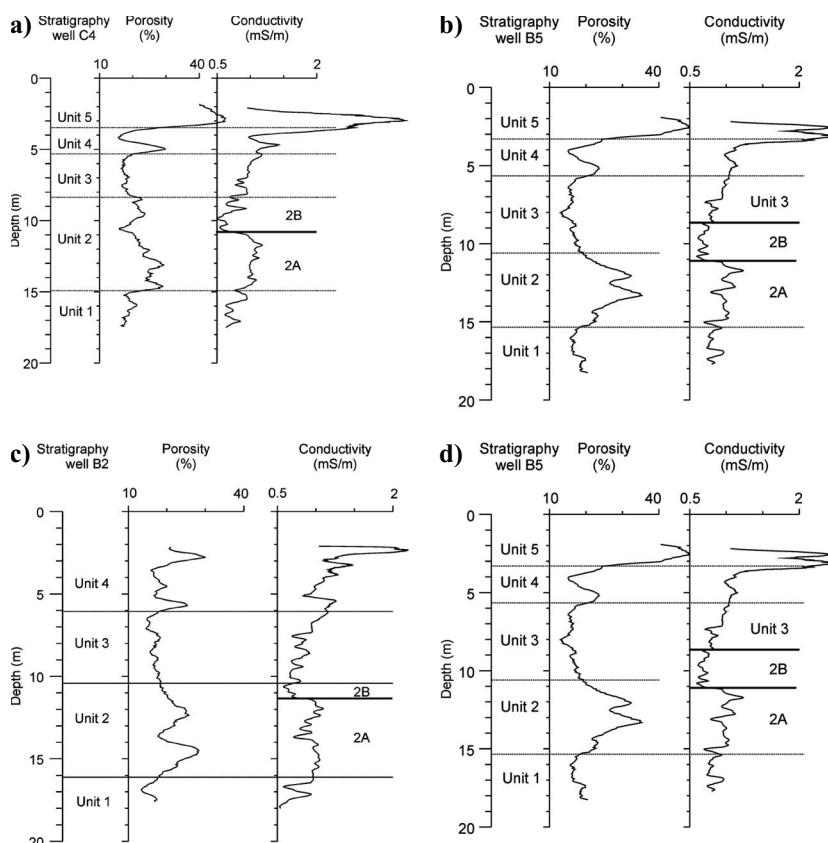 a)
Stratigraphy well C4
Porosity (%)
Conductivity (mS/m)
10 40 0.5 2
0
5
10
15
20
Depth (m)
Unit 5
Unit 4
Unit 3
Unit 2
Unit 1
2B
2A
b)
Stratigraphy well B5
Porosity (%)
Conductivity (mS/m)
10 40 0.5 2
0
5
10
15
20
Depth (m)
Unit 5
Unit 4
Unit 3
Unit 2
Unit 1
Unit 3
2B
2A
c)
Stratigraphy well B2
Porosity (%)
Conductivity (mS/m)
10 40 0.5 2
0
5
10
15
20
Depth (m)
Unit 4
Unit 3
Unit 2
Unit 1
2B
2A
d)
Stratigraphy well B5
Porosity (%)
Conductivity (mS/m)
10 40 0.5 2
0
5
10
15
20
Depth (m)
Unit 5
Unit 4
Unit 3
Unit 2
Unit 1
Unit 3
2B
2A